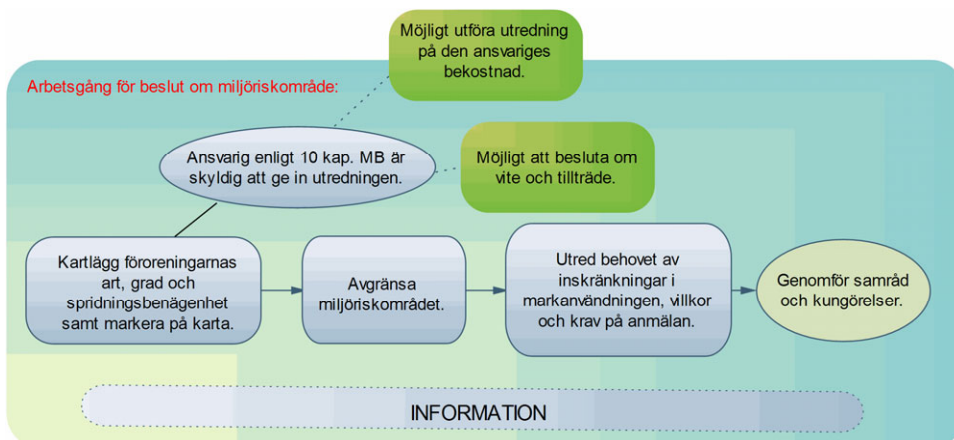 Möjligt utföra utredning
på den ansvariges
bekostnad.
Arbetsgång för beslut om miljöriskområde:
Ansvarig enligt 10 kap. MB är
skyldig att ge in utredningen.
Möjligt att besluta om
vite och tillträde.
Kartlägg föroreningarnas
art, grad och
spridningsbenägenhet
samt markera på karta.
Avgränsa
miljöriskområdet.
Utred behovet av
inskränkningar i
markanvändningen, villkor
och krav på anmälan.
Genomför samråd
och kungörelser.
INFORMATION